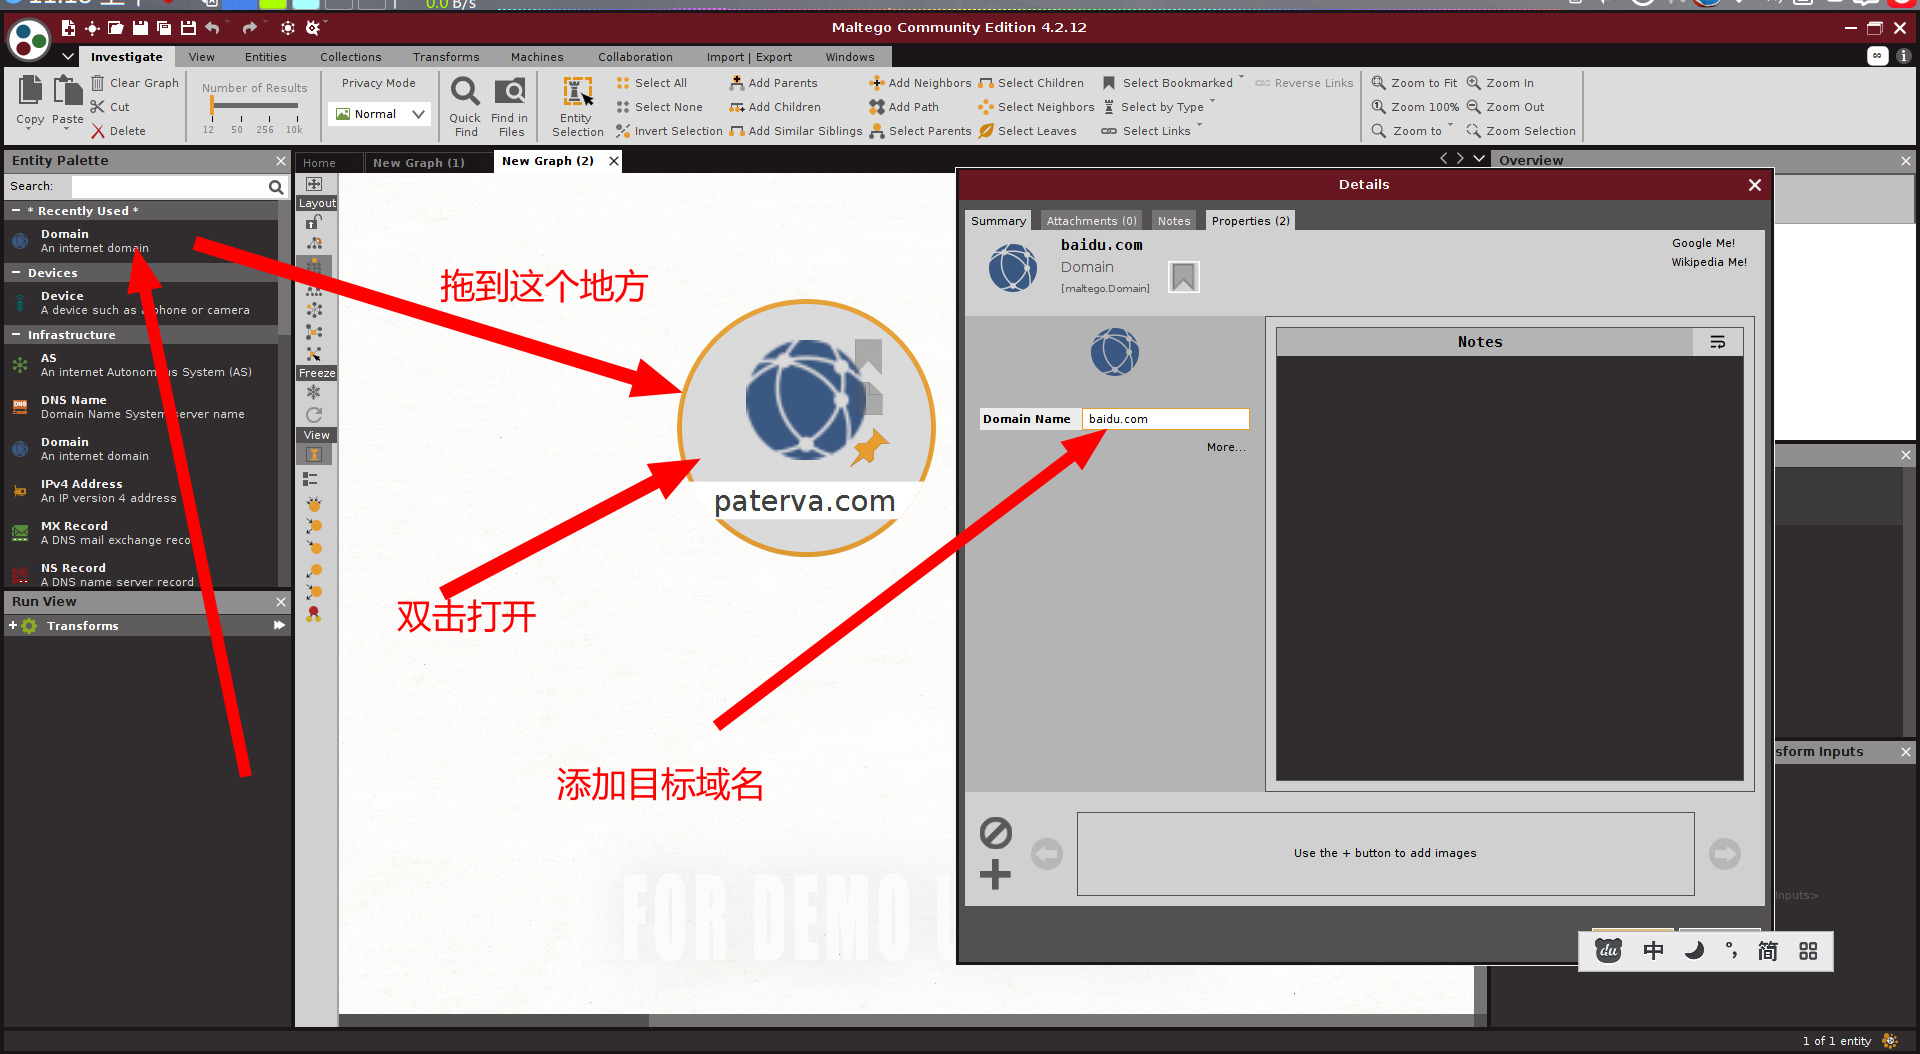 0.0 B/s
Maltego Community Edition 4.2.12
Investigate View Entities Collections Transforms Machines Collaboration Import | Export Windows
Copy
Paste
Clear Graph
Cut
Delete
Number of Results
12 50 256 10k
Privacy Mode
Normal
Quick Find
Find in Files
Entity Selection
Select All
Select None
Invert Selection
Add Parents
Add Children
Add Similar Siblings
Add Neighbors
Add Path
Select Parents
Select Children
Select Neighbors
Select Leaves
Select Bookmarked
Select by Type
Select Links
Reverse Links
Zoom to Fit
Zoom 100%
Zoom to
Zoom In
Zoom Out
Zoom Selection
Entity Palette
Search:
* Recently Used *
Domain
An internet domain
Devices
Device
A device such as a phone or camera
Infrastructure
AS
An internet Autonomous System (AS)
DNS
DNS Name
Domain Name System server name
Domain
An internet domain
IPv4 Address
An IP version 4 address
MX Record
A DNS mail exchange reco
NS Record
A DNS name server record
Run View
Transforms
Home
New Graph (1)
New Graph (2)
Layout
Freeze
View
拖到这个地方
paterva.com
双击打开
添加目标域名
FOR DEMO U
Overview
Details
Summary
Attachments (0)
Notes
Properties (2)
baidu.com
Domain
[maltego.Domain]
Google Me!
Wikipedia Me!
Domain Name
baidu.com
More...
Notes
Use the + button to add images
sform Inputs
nputs>
du 中 简
1 of 1 entity